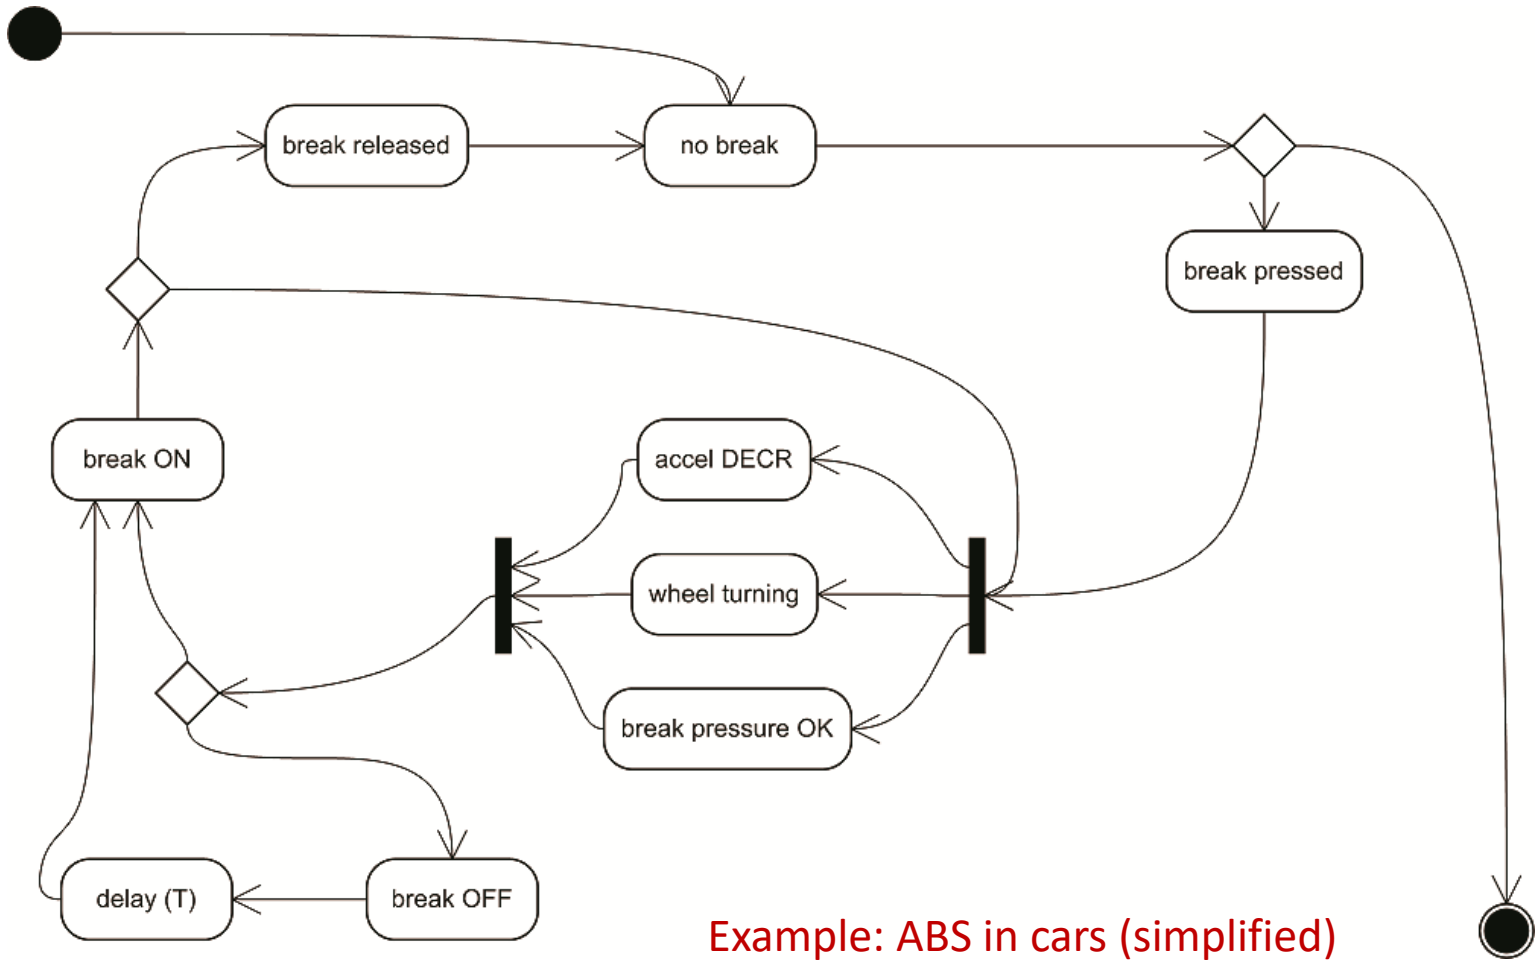 break released
no break
break pressed
break ON
accel DECR
wheel turning
break pressure OK
delay (T)
break OFF
Example: ABS in cars (simplified)